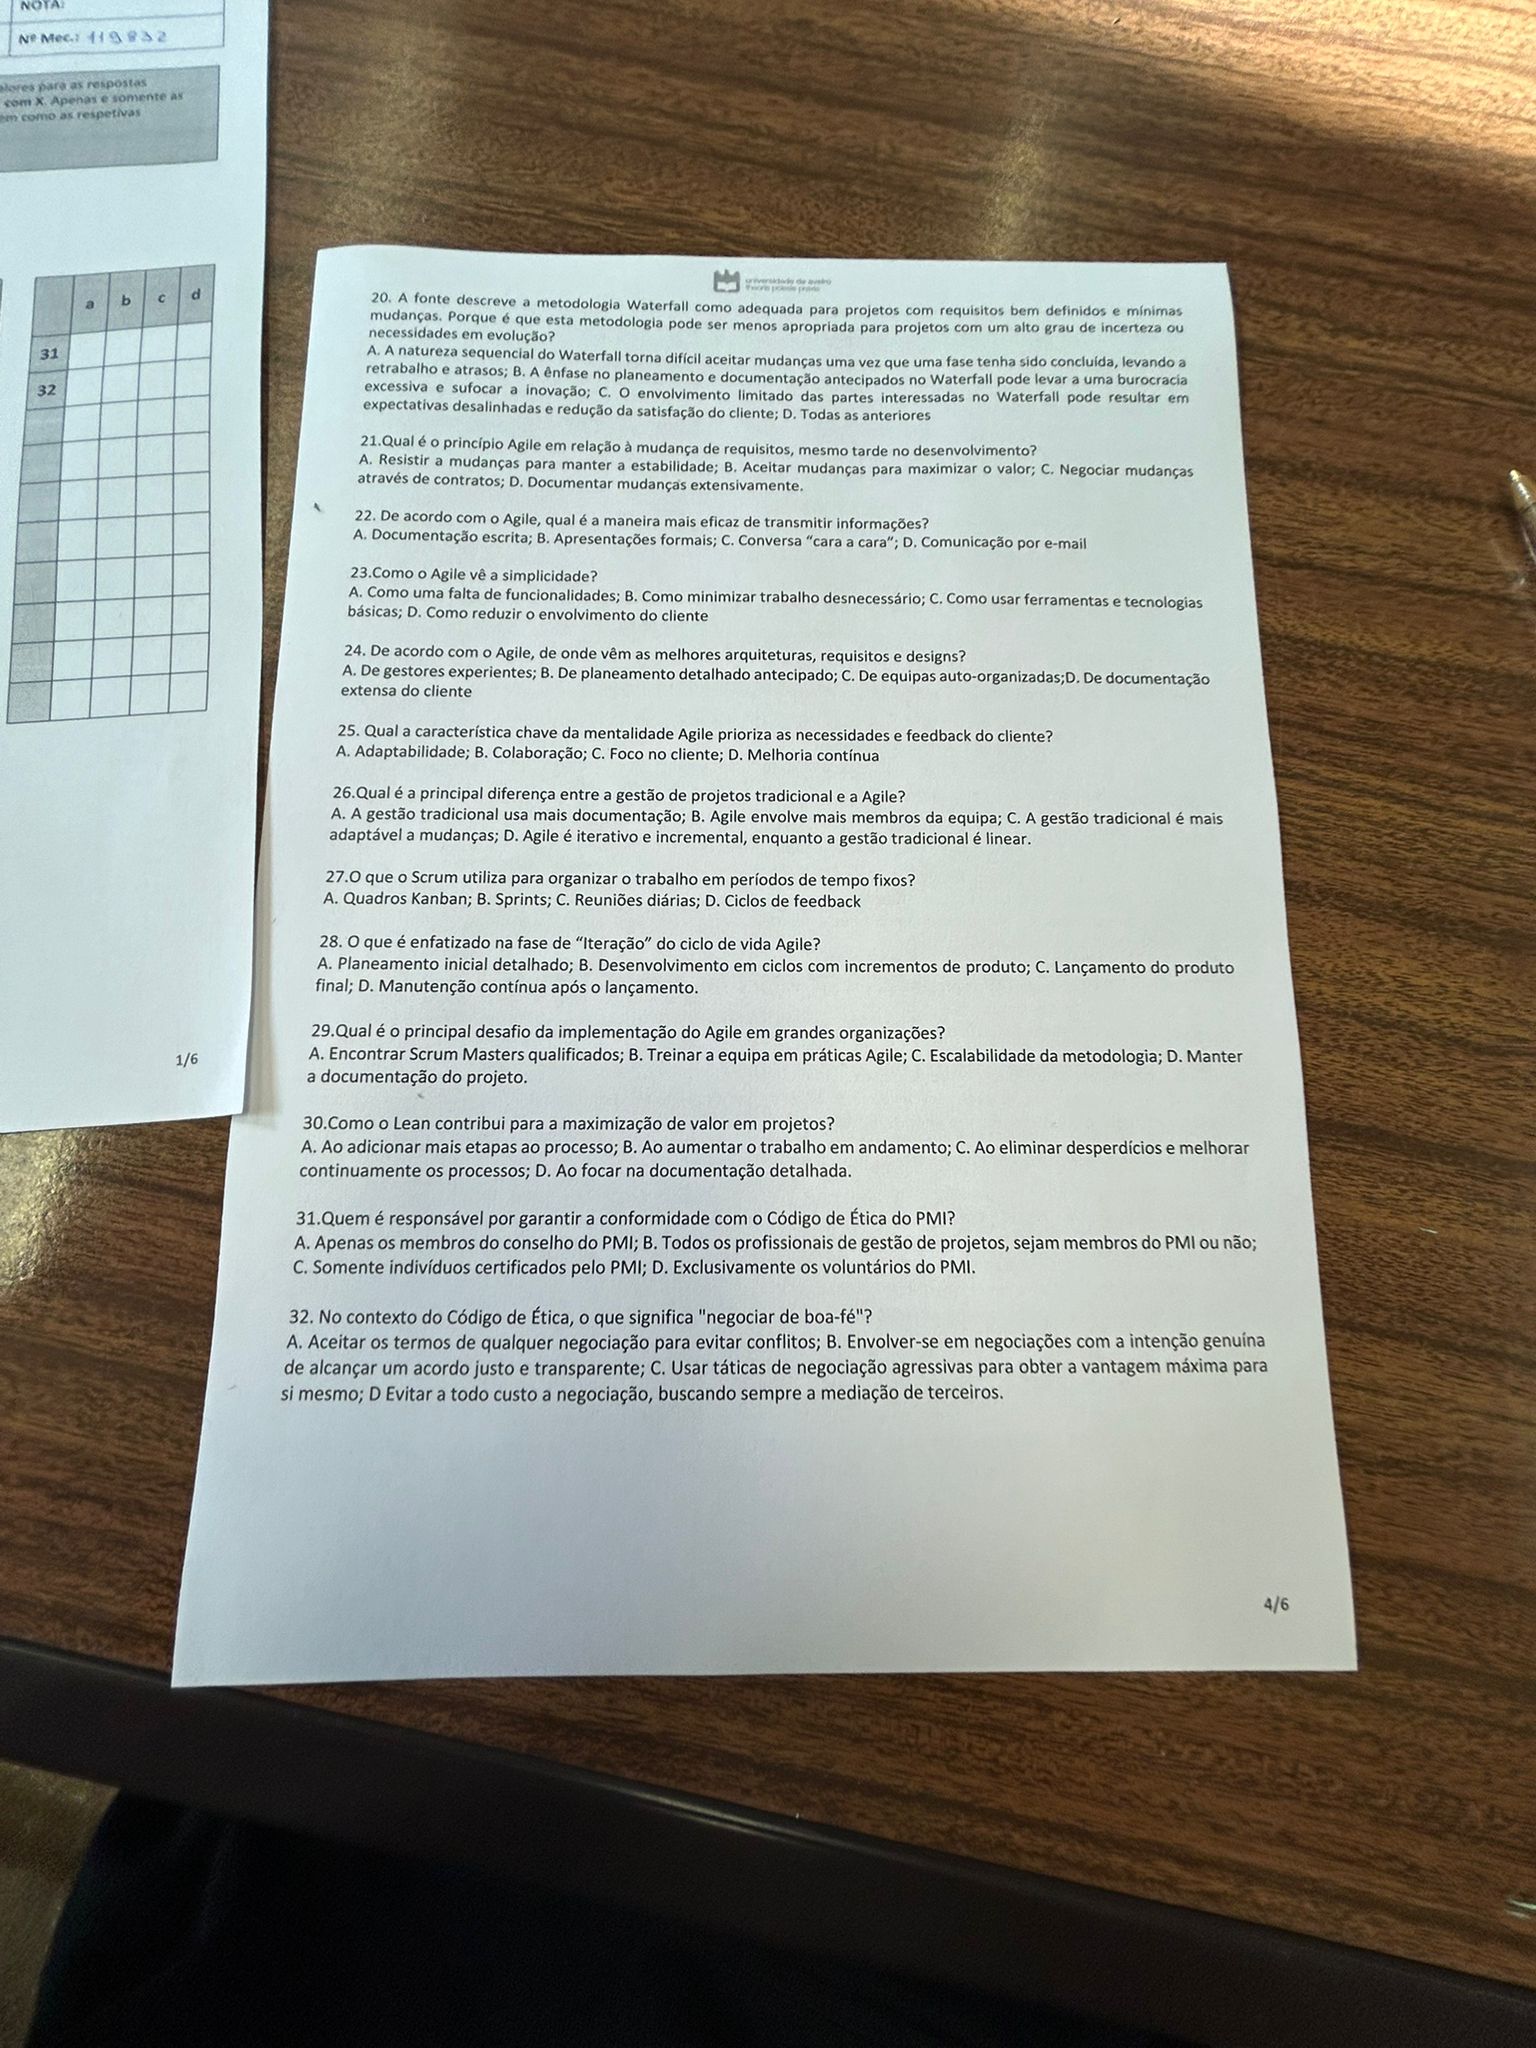 NOTA:
Nº Mec.: 119832
alores para as respostas
com X. Apenas e somente as
em como as respetivas
a b c d
31
32
1/6
universidade de aveiro
theoria poiesis praxis
20. A fonte descreve a metodologia Waterfall como adequada para projetos com requisitos bem definidos e mínimas
mudanças. Porque é que esta metodologia pode ser menos apropriada para projetos com um alto grau de incerteza ou
necessidades em evolução?
A. A natureza sequencial do Waterfall torna difícil aceitar mudanças uma vez que uma fase tenha sido concluída, levando a
retrabalho e atrasos; B. A ênfase no planeamento e documentação antecipados no Waterfall pode levar a uma burocracia
excessiva e sufocar a inovação; C. O envolvimento limitado das partes interessadas no Waterfall pode resultar em
expectativas desalinhadas e redução da satisfação do cliente; D. Todas as anteriores
21.Qual é o princípio Agile em relação à mudança de requisitos, mesmo tarde no desenvolvimento?
A. Resistir a mudanças para manter a estabilidade; B. Aceitar mudanças para maximizar o valor; C. Negociar mudanças
através de contratos; D. Documentar mudanças extensivamente.
22. De acordo com o Agile, qual é a maneira mais eficaz de transmitir informações?
A. Documentação escrita; B. Apresentações formais; C. Conversa “cara a cara”; D. Comunicação por e-mail
23.Como o Agile vê a simplicidade?
A. Como uma falta de funcionalidades; B. Como minimizar trabalho desnecessário; C. Como usar ferramentas e tecnologias
básicas; D. Como reduzir o envolvimento do cliente
24. De acordo com o Agile, de onde vêm as melhores arquiteturas, requisitos e designs?
A. De gestores experientes; B. De planeamento detalhado antecipado; C. De equipas auto-organizadas;D. De documentação
extensa do cliente
25. Qual a característica chave da mentalidade Agile prioriza as necessidades e feedback do cliente?
A. Adaptabilidade; B. Colaboração; C. Foco no cliente; D. Melhoria contínua
26.Qual é a principal diferença entre a gestão de projetos tradicional e a Agile?
A. A gestão tradicional usa mais documentação; B. Agile envolve mais membros da equipa; C. A gestão tradicional é mais
adaptável a mudanças; D. Agile é iterativo e incremental, enquanto a gestão tradicional é linear.
27.O que o Scrum utiliza para organizar o trabalho em períodos de tempo fixos?
A. Quadros Kanban; B. Sprints; C. Reuniões diárias; D. Ciclos de feedback
28. O que é enfatizado na fase de “Iteração” do ciclo de vida Agile?
A. Planeamento inicial detalhado; B. Desenvolvimento em ciclos com incrementos de produto; C. Lançamento do produto
final; D. Manutenção contínua após o lançamento.
29.Qual é o principal desafio da implementação do Agile em grandes organizações?
A. Encontrar Scrum Masters qualificados; B. Treinar a equipa em práticas Agile; C. Escalabilidade da metodologia; D. Manter
a documentação do projeto.
30.Como o Lean contribui para a maximização de valor em projetos?
A. Ao adicionar mais etapas ao processo; B. Ao aumentar o trabalho em andamento; C. Ao eliminar desperdícios e melhorar
continuamente os processos; D. Ao focar na documentação detalhada.
31.Quem é responsável por garantir a conformidade com o Código de Ética do PMI?
A. Apenas os membros do conselho do PMI; B. Todos os profissionais de gestão de projetos, sejam membros do PMI ou não;
C. Somente indivíduos certificados pelo PMI; D. Exclusivamente os voluntários do PMI.
32. No contexto do Código de Ética, o que significa "negociar de boa-fé"?
A. Aceitar os termos de qualquer negociação para evitar conflitos; B. Envolver-se em negociações com a intenção genuína
de alcançar um acordo justo e transparente; C. Usar táticas de negociação agressivas para obter a vantagem máxima para
si mesmo; D Evitar a todo custo a negociação, buscando sempre a mediação de terceiros.
4/6